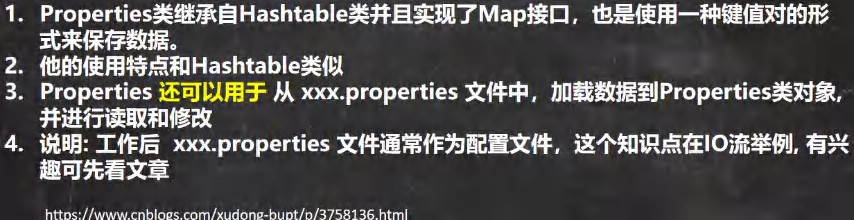 1. Properties类继承自Hashtable类并且实现了Map接口，也是使用一种键值对的形
式来保存数据。
2. 他的使用特点和Hashtable类似
3. Properties 还可以用于 从 xxx.properties 文件中，加载数据到Properties类对象,
并进行读取和修改
4. 说明: 工作后 xxx.properties 文件通常作为配置文件，这个知识点在IO流举例, 有兴
趣可先看文章
https://www.cnblogs.com/xudong-bupt/p/3758136.html